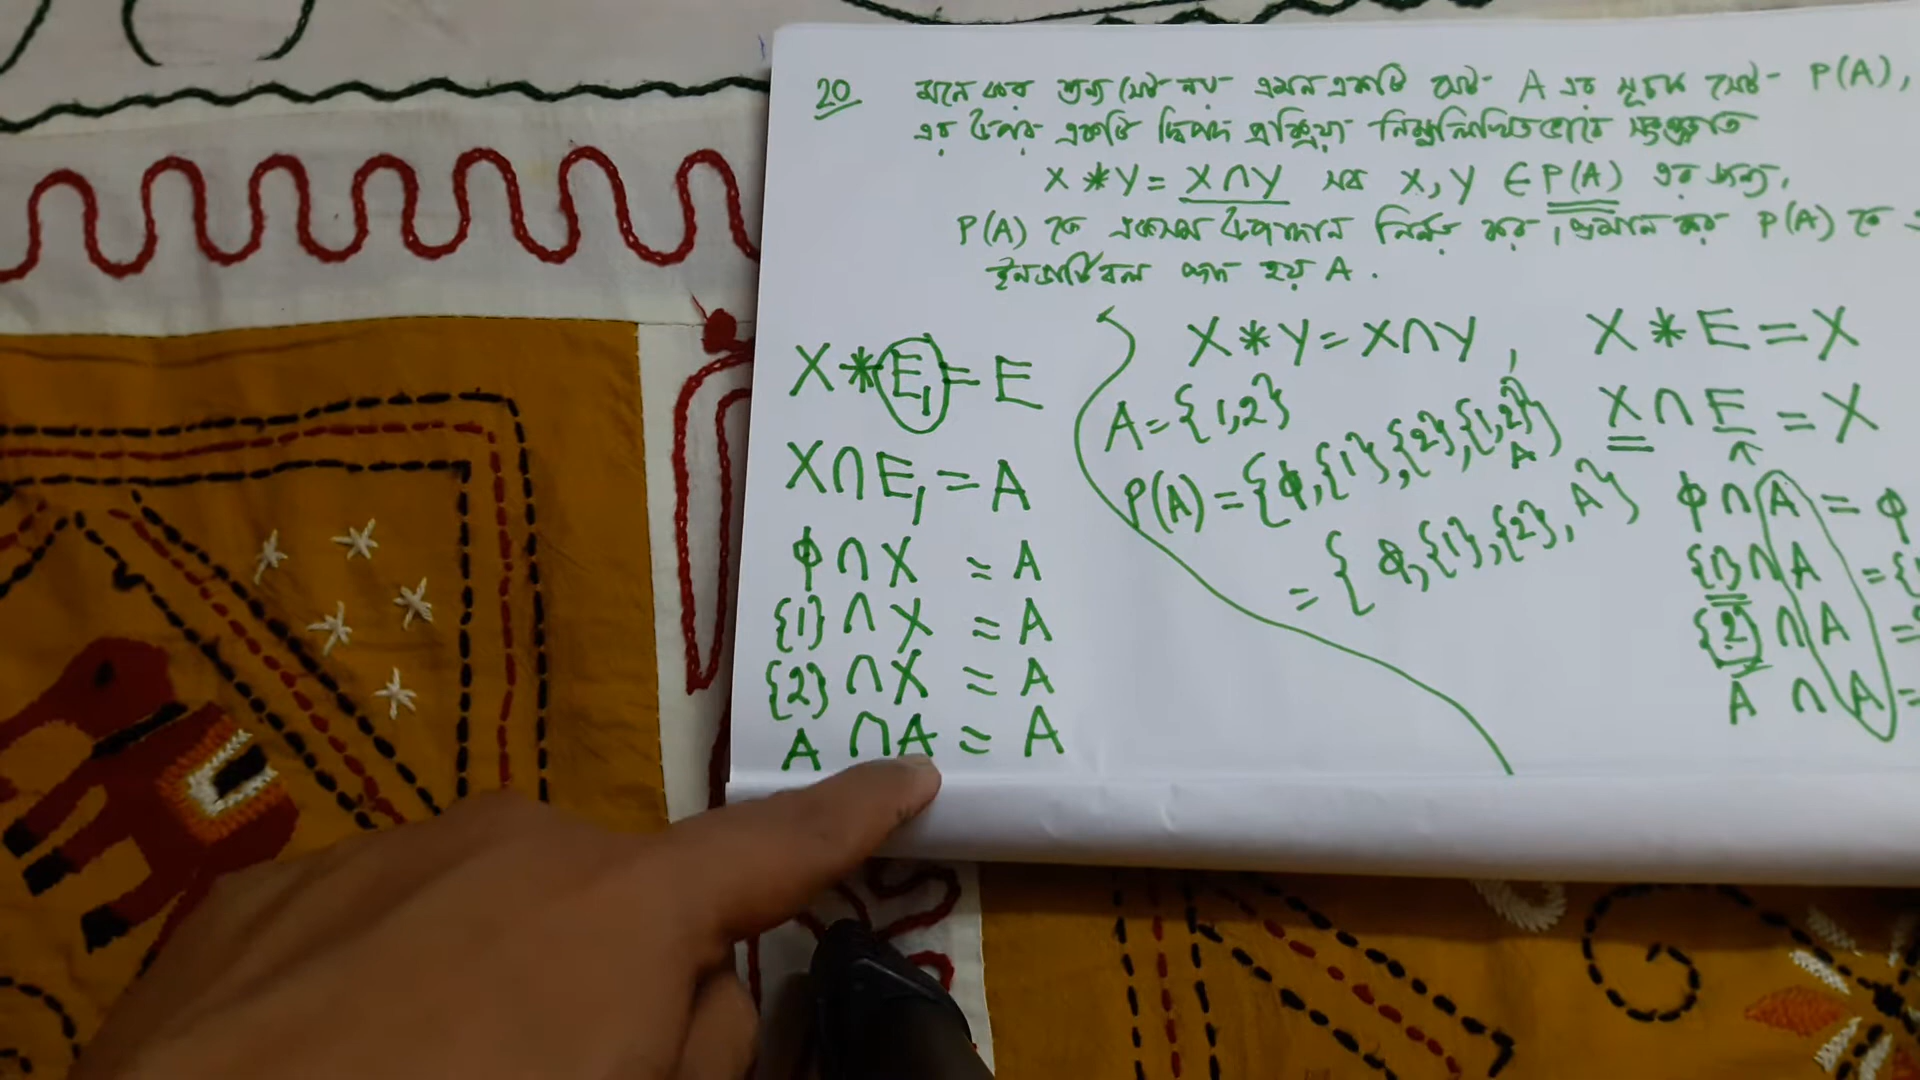 20 মনে কর শূন্য সেট নয় এমন একটি সেট A এর সূচক সেট P(A),
এর উপর একটি দ্বিপদ প্রক্রিয়া নিম্নলিখিতভাবে সংজ্ঞায়িত
X * Y = X ∩ Y সব X, Y ∈ P(A) এর জন্য,
P(A) তে একসম উপাদান নির্ণয় কর, প্রমান কর P(A) তে
ইনভার্টিবল পদ হয় A.
X * E₁ = E
X ∩ E₁ = A
ϕ ∩ X = A
{1} ∩ X = A
{2} ∩ X = A
A ∩ A = A
X * Y = X ∩ Y,
A = {1,2}
P(A) = {ϕ, {1}, {2}, {1,2}}
A
= {ϕ, {1}, {2}, A}
X * E = X
X ∩ E = X
ϕ ∩ A = ϕ
{1} ∩ A = {
{2} ∩ A =
A ∩ A =